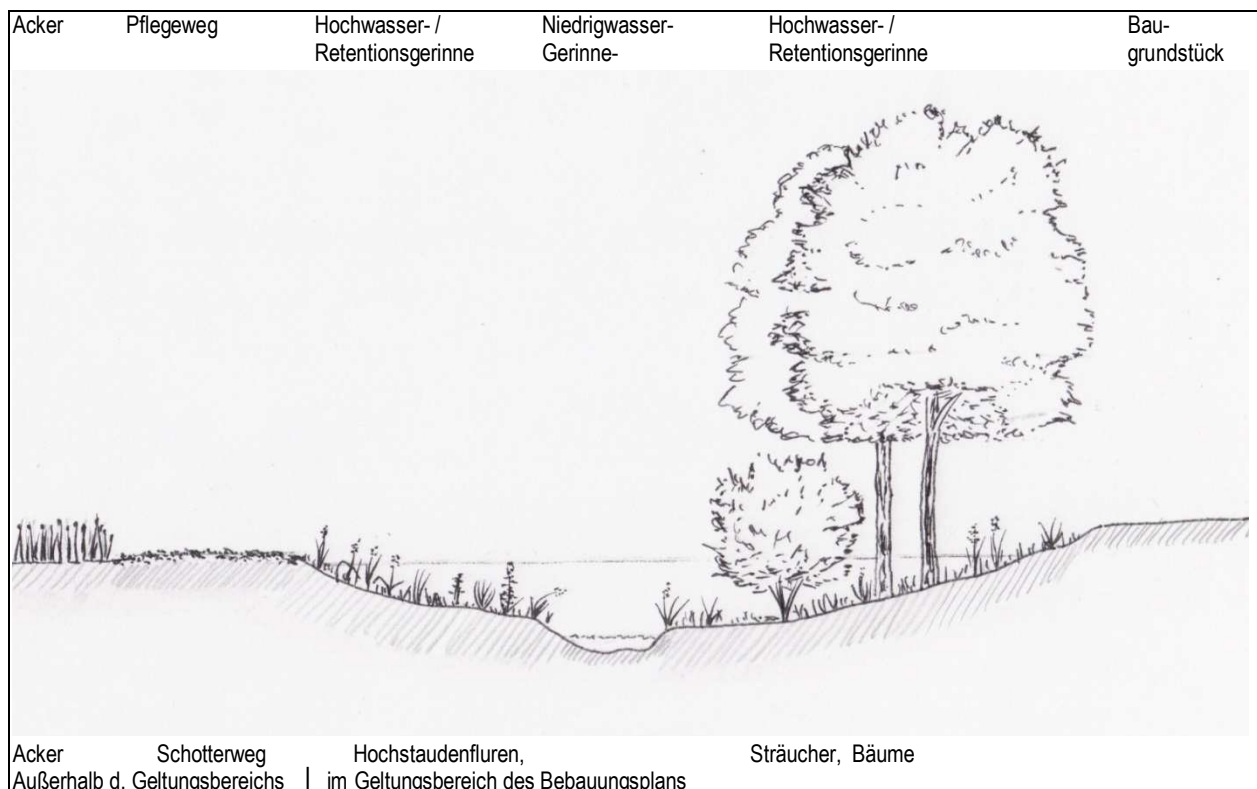 Acker Pflegeweg Hochwasser- / Niedrigwasser- Hochwasser- / Bau-
Retentionsgerinne Gerinne- Retentionsgerinne grundstück
Acker Schotterweg Hochstaudenfluren, Sträucher, Bäume
Außerhalb d. Geltungsbereichs | im Geltungsbereich des Bebauungsplans